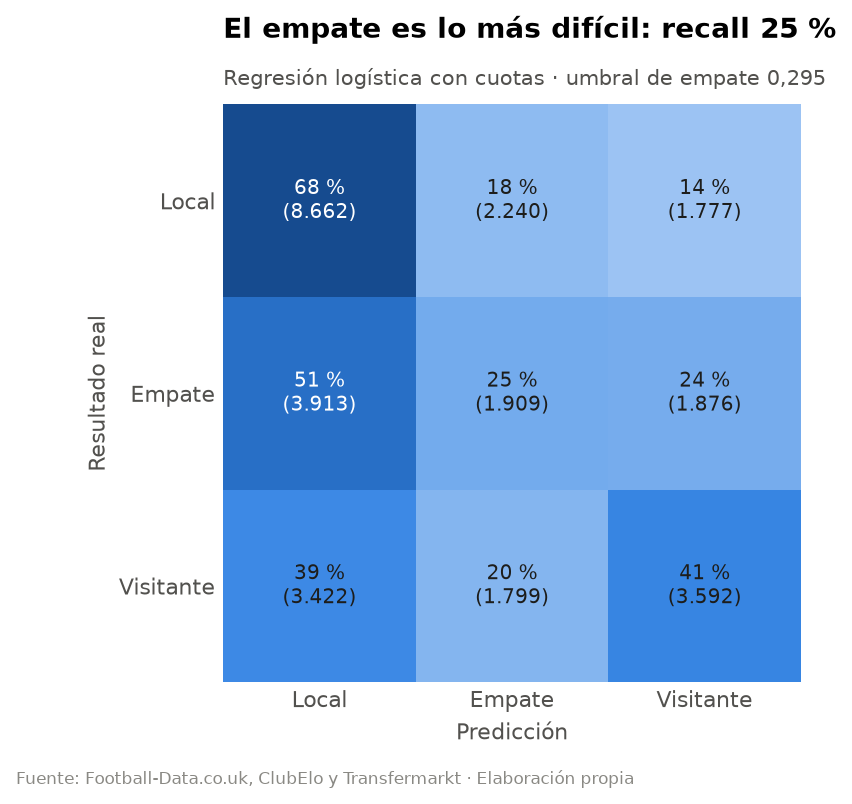 El empate es lo más difícil: recall 25 %
Regresión logística con cuotas · umbral de empate 0,295
Resultado real
Local
68 %
(8.662)
18 %
(2.240)
14 %
(1.777)
Empate
51 %
(3.913)
25 %
(1.909)
24 %
(1.876)
Visitante
39 %
(3.422)
20 %
(1.799)
41 %
(3.592)
Local
Empate
Visitante
Predicción
Fuente: Football-Data.co.uk, ClubElo y Transfermarkt · Elaboración propia